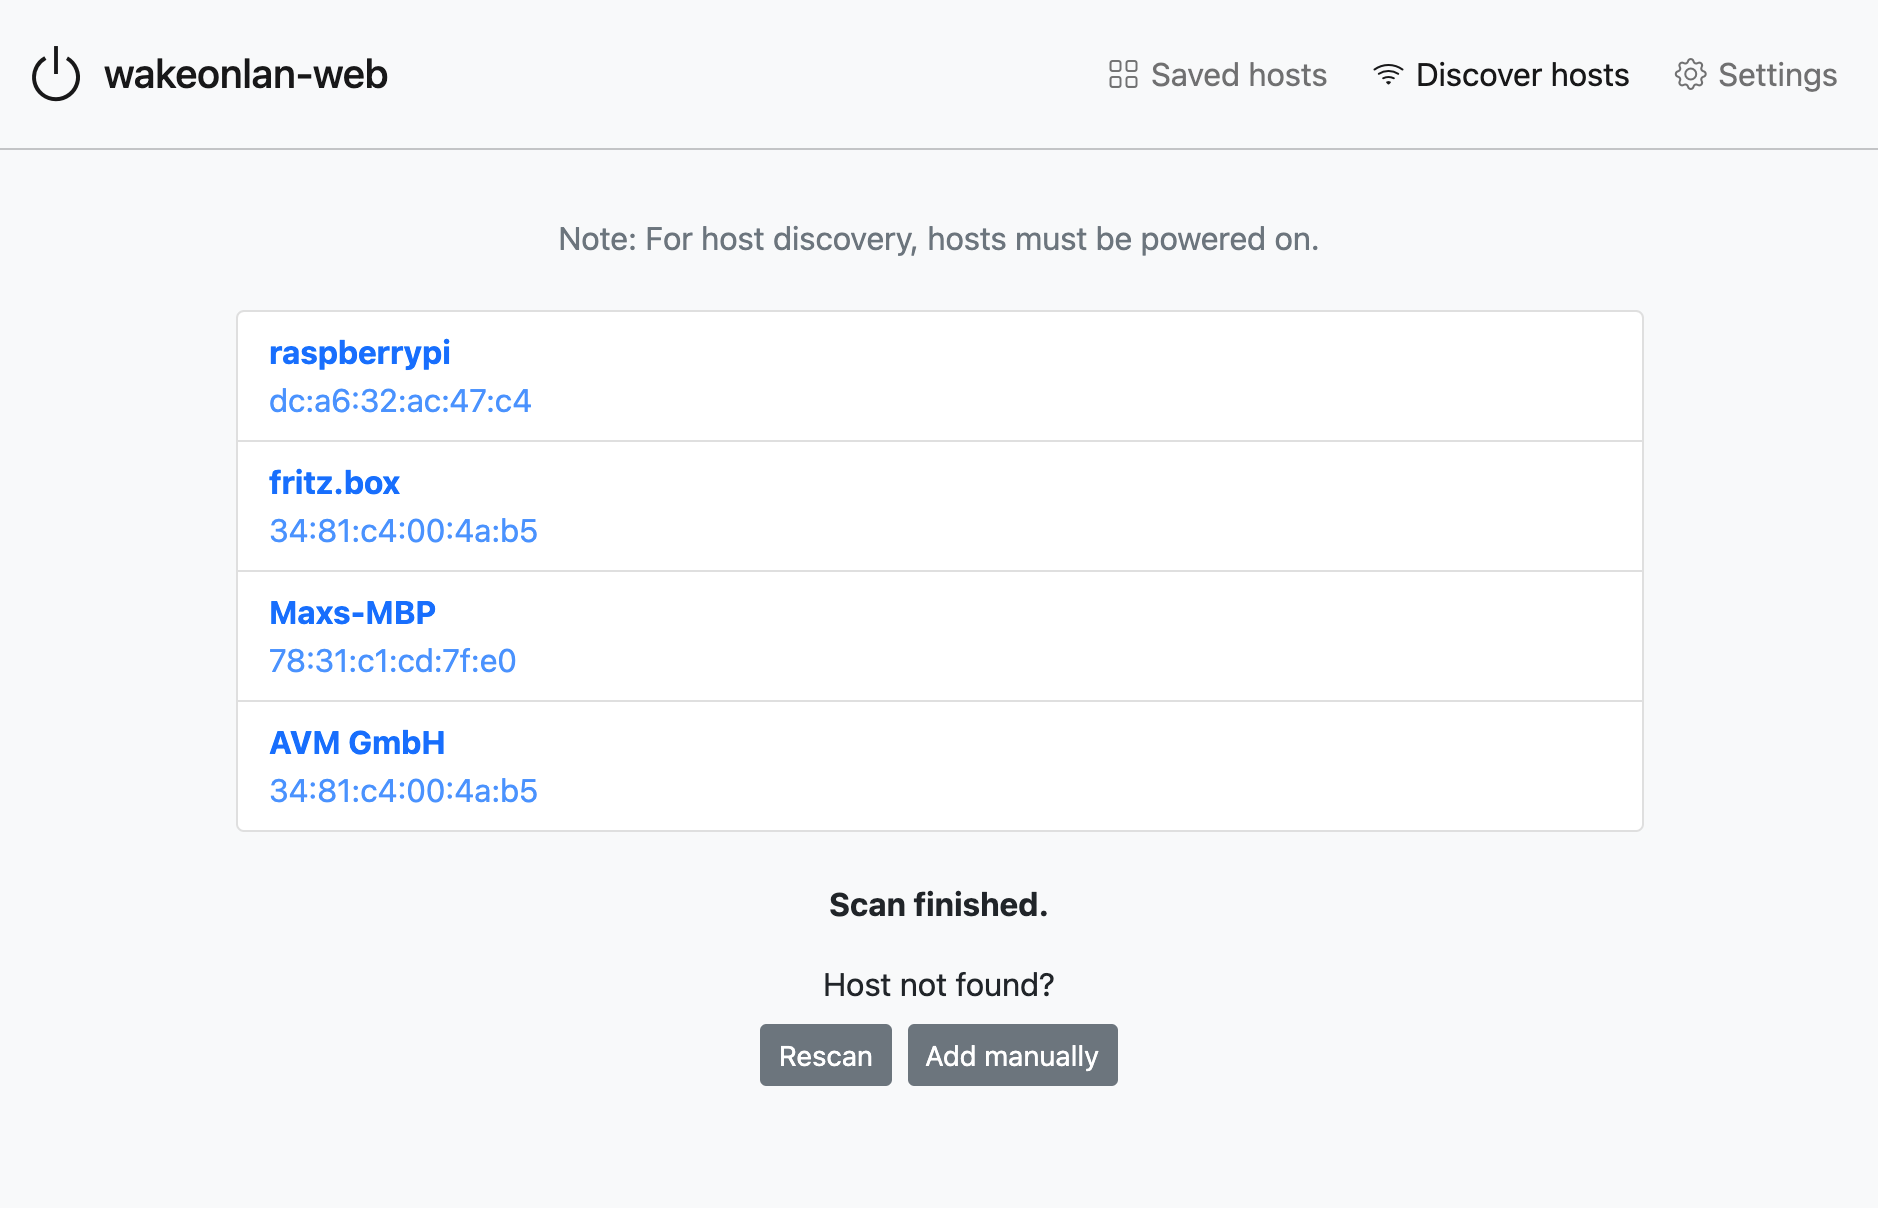 wakeonlan-web
Saved hosts
Discover hosts
Settings
Note: For host discovery, hosts must be powered on.
raspberrypi
dc:a6:32:ac:47:c4
fritz.box
34:81:c4:00:4a:b5
Maxs-MBP
78:31:c1:cd:7f:e0
AVM GmbH
34:81:c4:00:4a:b5
Scan finished.
Host not found?
Rescan
Add manually